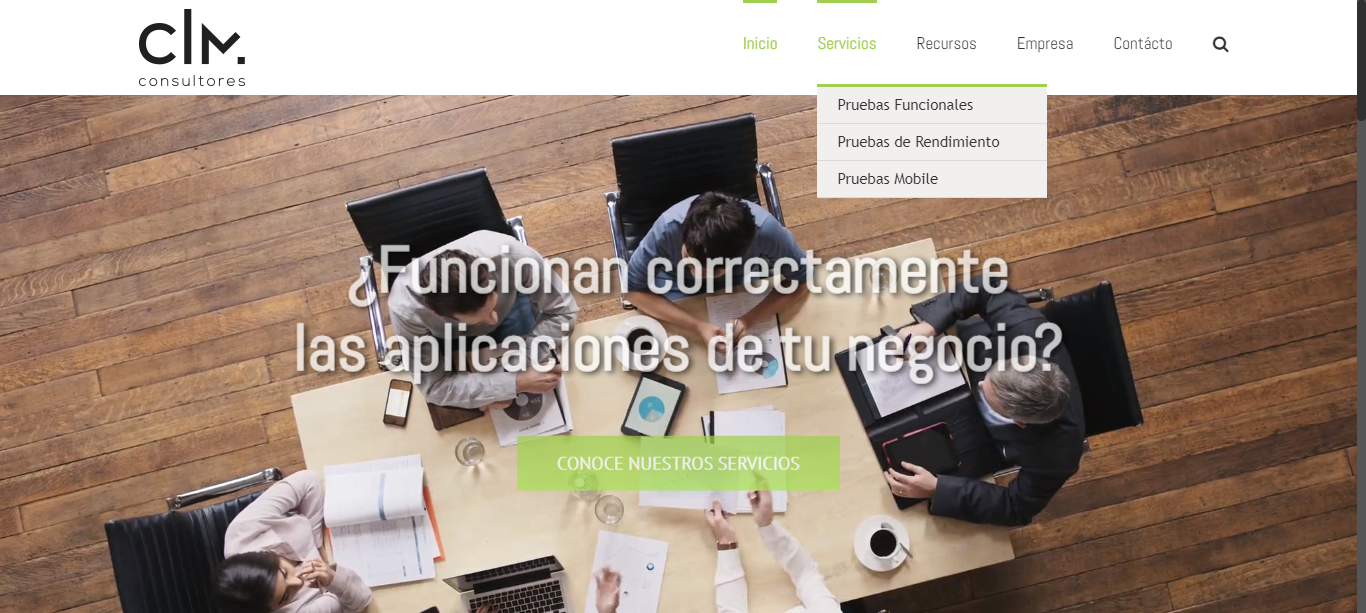 clm.
consultores
Inicio
Servicios
Recursos
Empresa
Contácto
Pruebas Funcionales
Pruebas de Rendimiento
Pruebas Mobile
¿Funcionan correctamente
las aplicaciones de tu negocio?
CONOCE NUESTROS SERVICIOS